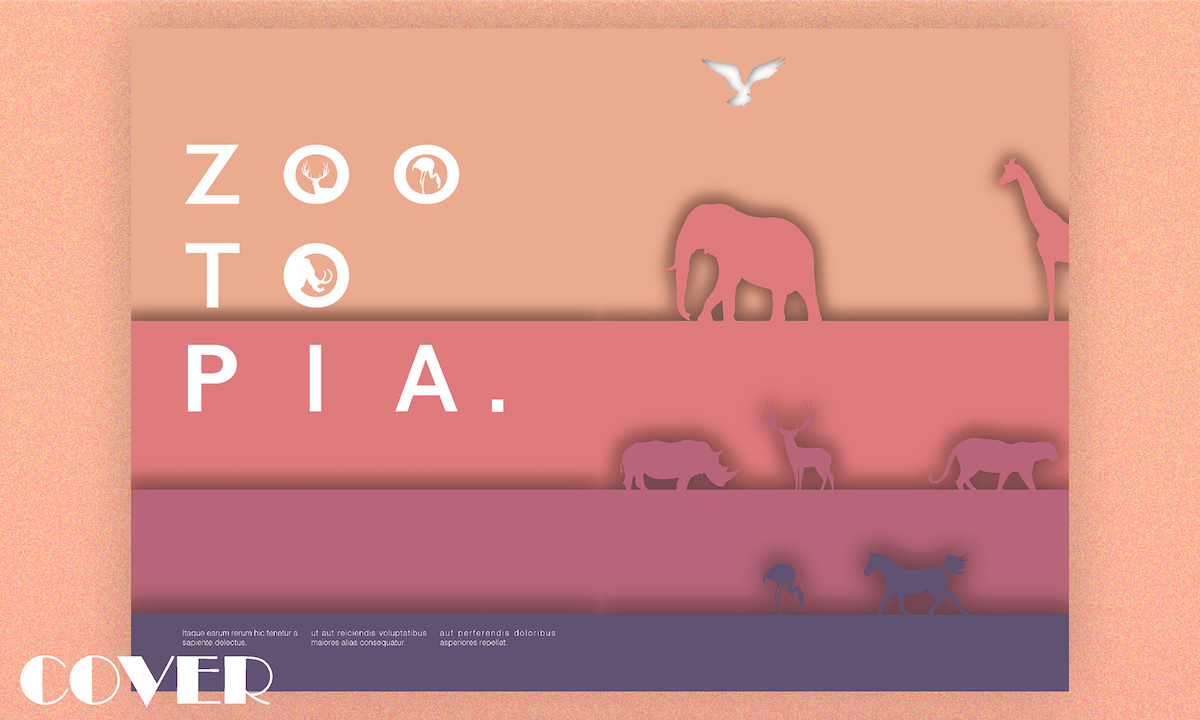 ZOO
TO
PIA.
Itaque earum rerum hic tenetur a
sapiente delectus.
ut aut reiciendis voluptatibus
maiores alias consequatur.
aut perferendis doloribus
asperiores repellat.
COVER